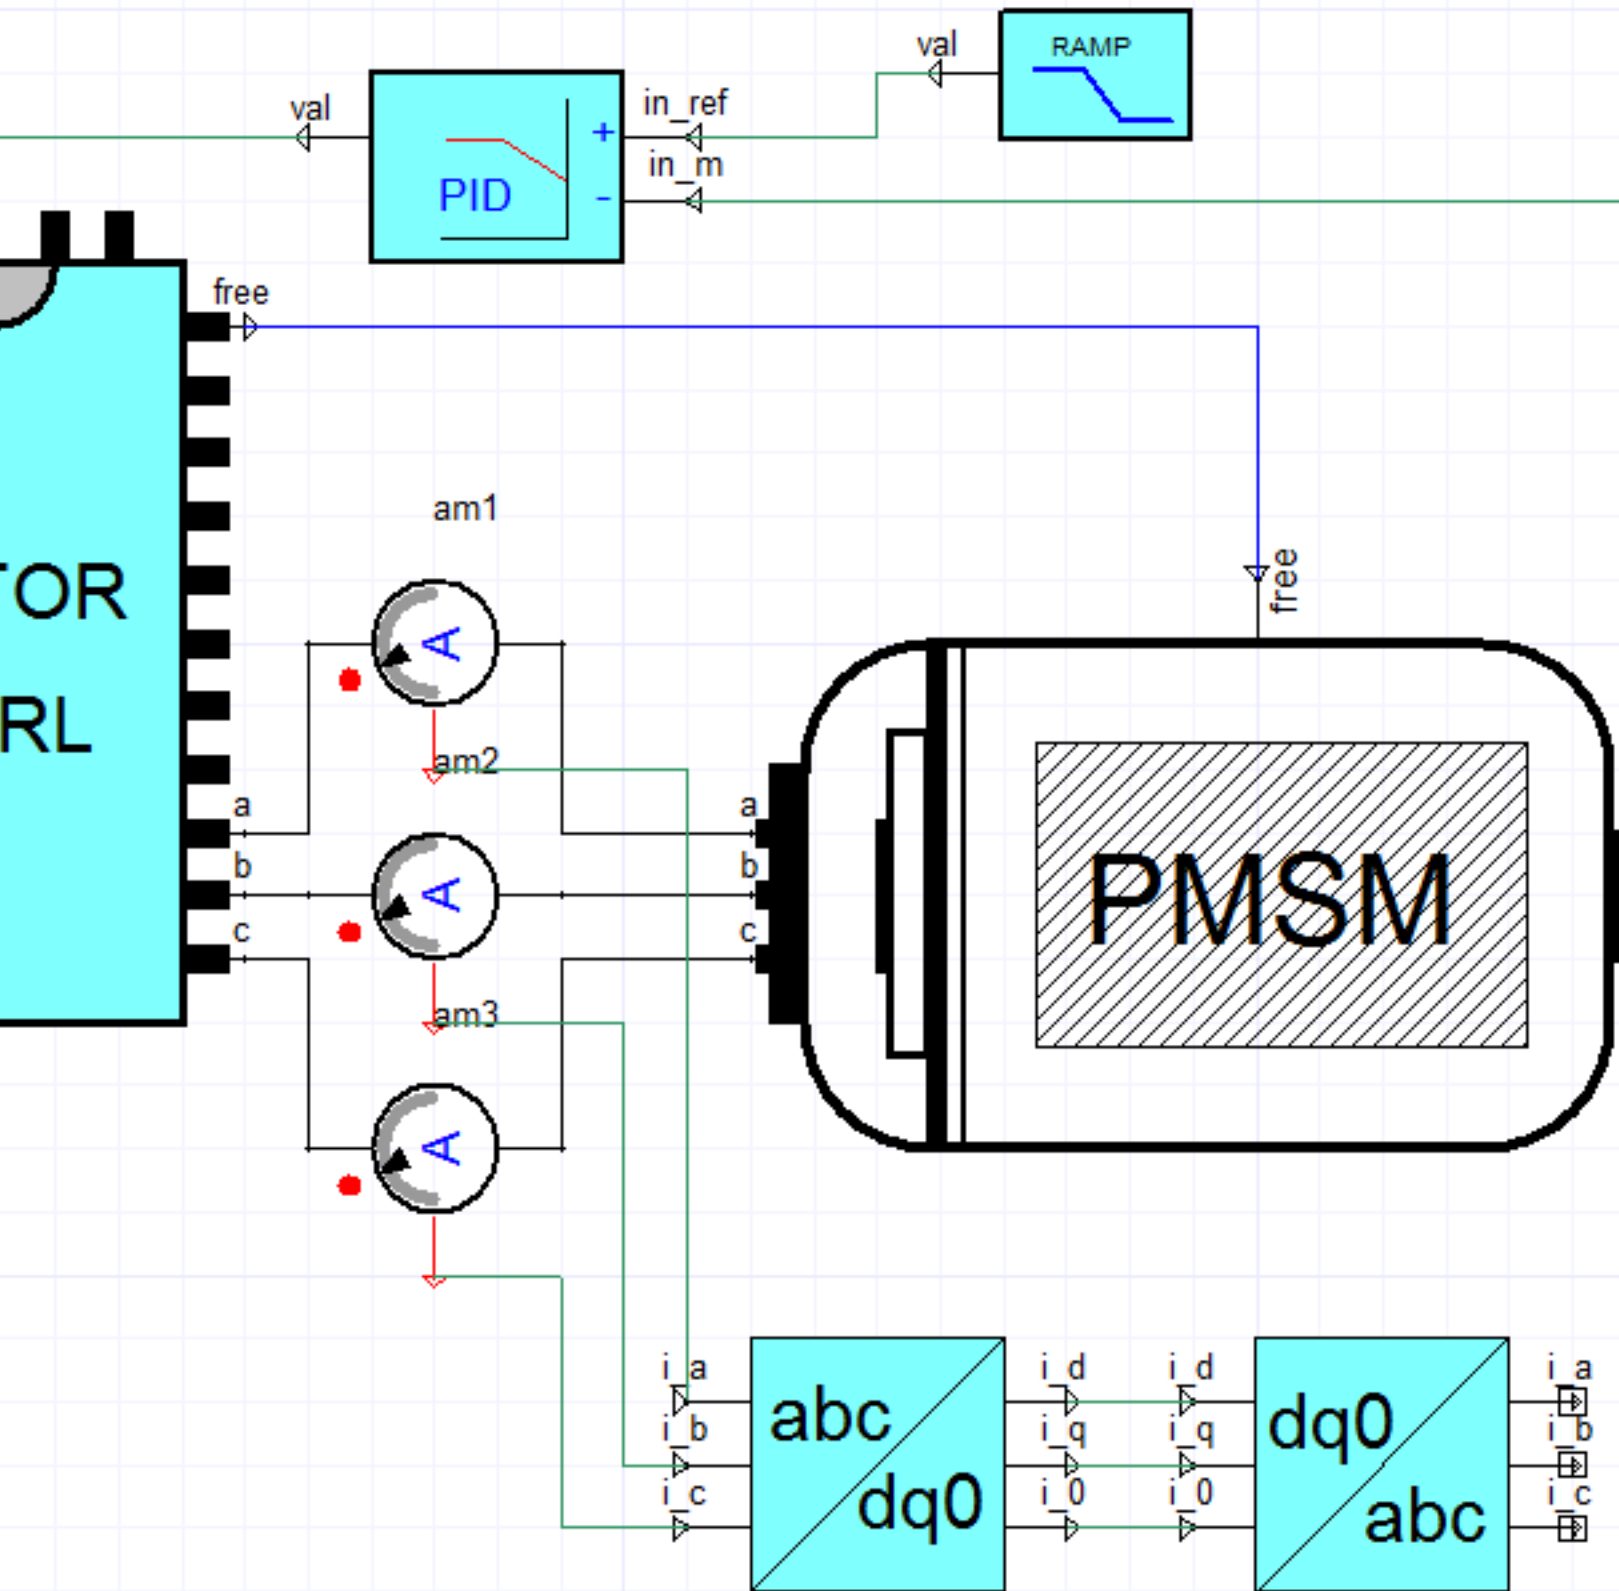 val
RAMP
val
in_ref
+
in_m
PID
-
free
am1
free
TOR
A
RL
am2
a
a
b
b
A
PMSM
c
c
am3
A
i_a
i_d
i_d
i_a
abc
dq0
i_b
i_q
i_q
i_b
i_c
i_0
i_0
i_c
dq0
abc